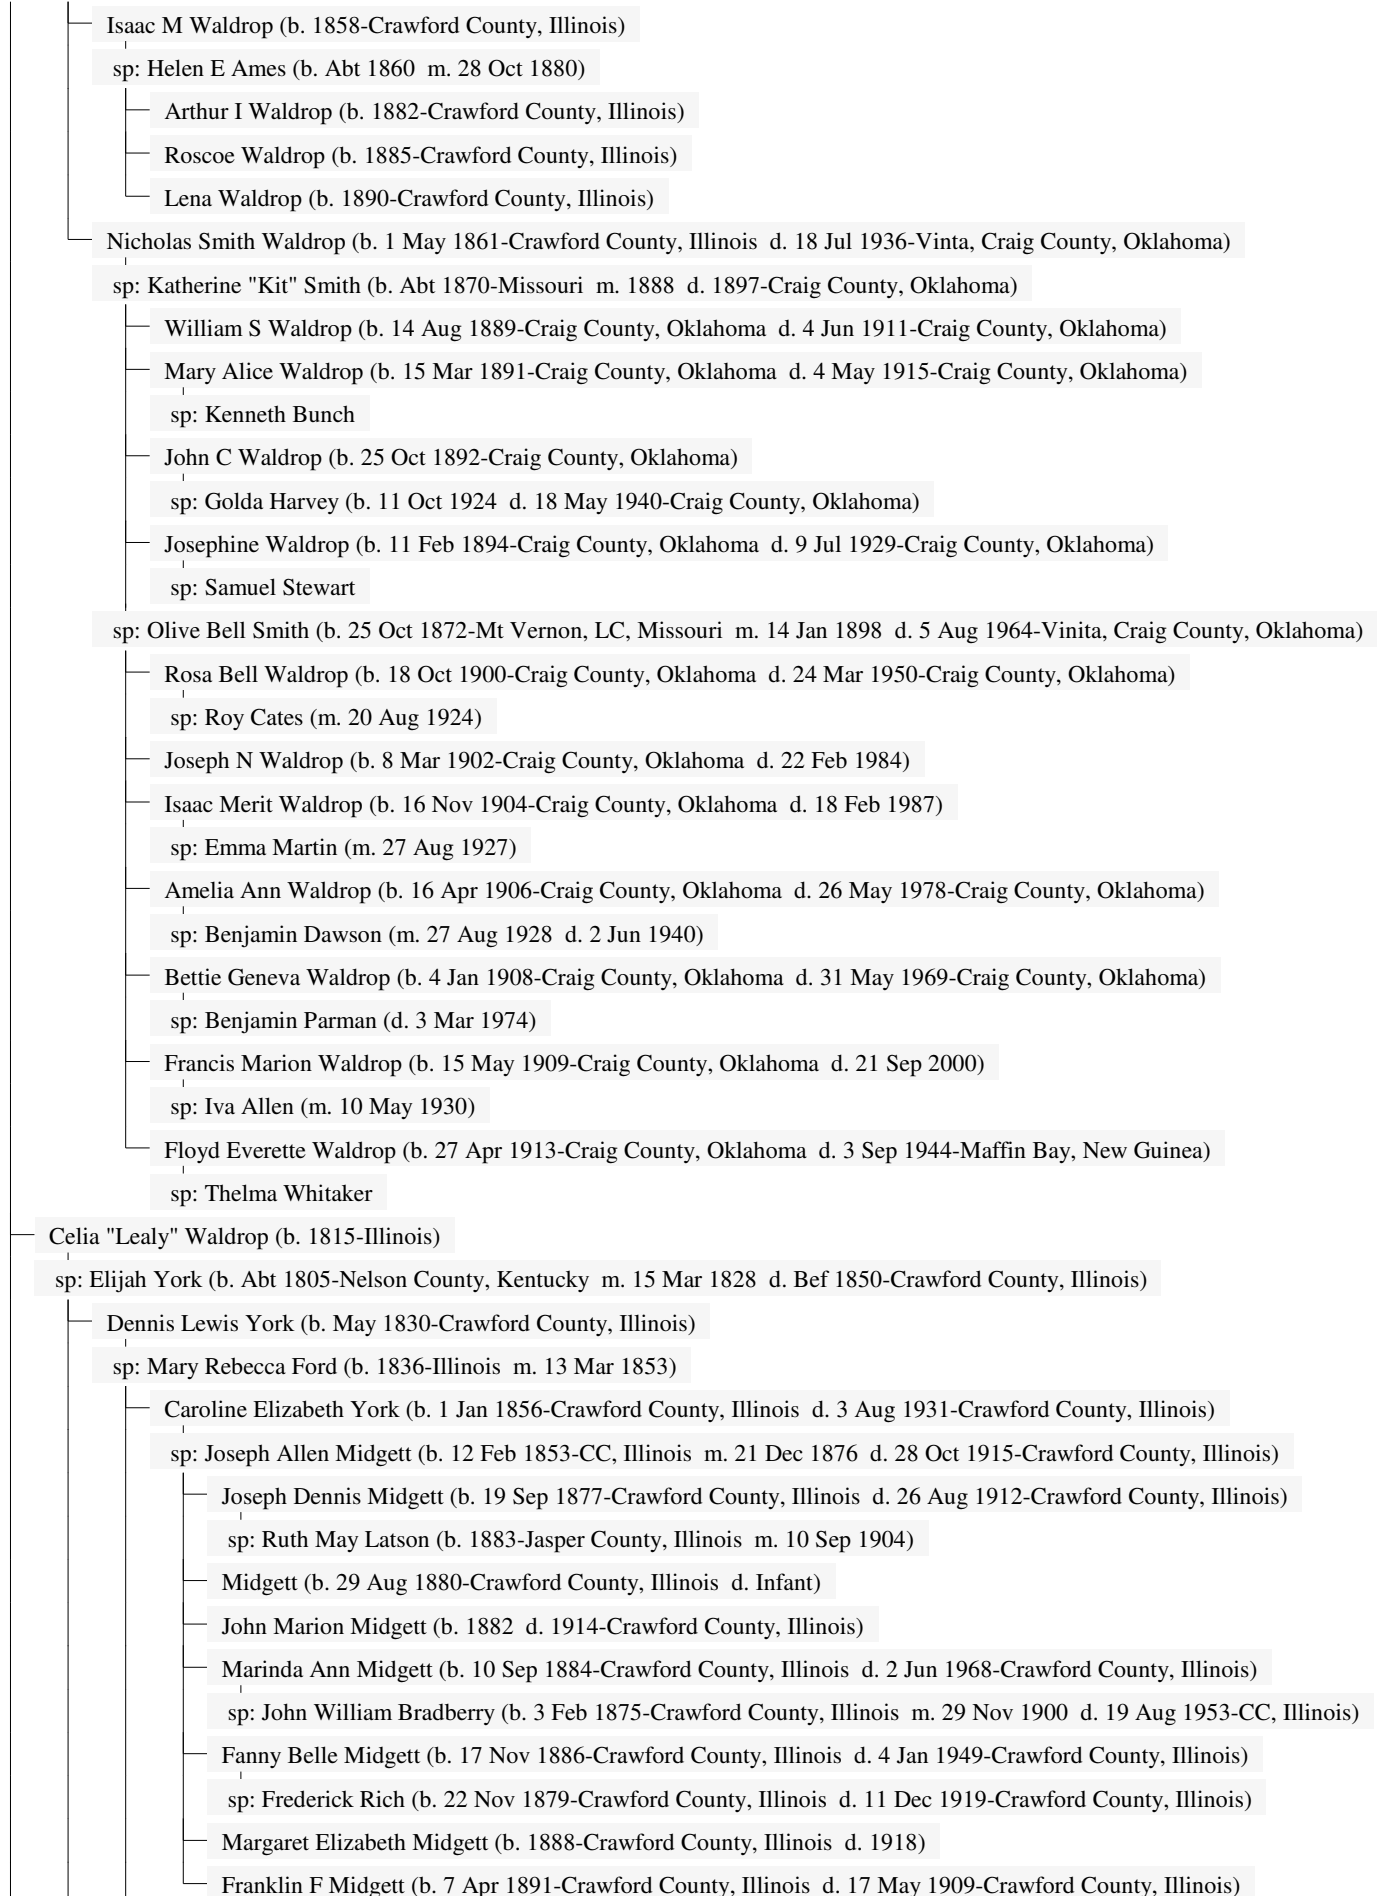 Isaac M Waldrop (b. 1858-Crawford County, Illinois)
sp: Helen E Ames (b. Abt 1860  m. 28 Oct 1880)
Arthur I Waldrop (b. 1882-Crawford County, Illinois)
Roscoe Waldrop (b. 1885-Crawford County, Illinois)
Lena Waldrop (b. 1890-Crawford County, Illinois)
Nicholas Smith Waldrop (b. 1 May 1861-Crawford County, Illinois  d. 18 Jul 1936-Vinta, Craig County, Oklahoma)
sp: Katherine "Kit" Smith (b. Abt 1870-Missouri  m. 1888  d. 1897-Craig County, Oklahoma)
William S Waldrop (b. 14 Aug 1889-Craig County, Oklahoma  d. 4 Jun 1911-Craig County, Oklahoma)
Mary Alice Waldrop (b. 15 Mar 1891-Craig County, Oklahoma  d. 4 May 1915-Craig County, Oklahoma)
sp: Kenneth Bunch
John C Waldrop (b. 25 Oct 1892-Craig County, Oklahoma)
sp: Golda Harvey (b. 11 Oct 1924  d. 18 May 1940-Craig County, Oklahoma)
Josephine Waldrop (b. 11 Feb 1894-Craig County, Oklahoma  d. 9 Jul 1929-Craig County, Oklahoma)
sp: Samuel Stewart
sp: Olive Bell Smith (b. 25 Oct 1872-Mt Vernon, LC, Missouri  m. 14 Jan 1898  d. 5 Aug 1964-Vinita, Craig County, Oklahoma)
Rosa Bell Waldrop (b. 18 Oct 1900-Craig County, Oklahoma  d. 24 Mar 1950-Craig County, Oklahoma)
sp: Roy Cates (m. 20 Aug 1924)
Joseph N Waldrop (b. 8 Mar 1902-Craig County, Oklahoma  d. 22 Feb 1984)
Isaac Merit Waldrop (b. 16 Nov 1904-Craig County, Oklahoma  d. 18 Feb 1987)
sp: Emma Martin (m. 27 Aug 1927)
Amelia Ann Waldrop (b. 16 Apr 1906-Craig County, Oklahoma  d. 26 May 1978-Craig County, Oklahoma)
sp: Benjamin Dawson (m. 27 Aug 1928  d. 2 Jun 1940)
Bettie Geneva Waldrop (b. 4 Jan 1908-Craig County, Oklahoma  d. 31 May 1969-Craig County, Oklahoma)
sp: Benjamin Parman (d. 3 Mar 1974)
Francis Marion Waldrop (b. 15 May 1909-Craig County, Oklahoma  d. 21 Sep 2000)
sp: Iva Allen (m. 10 May 1930)
Floyd Everette Waldrop (b. 27 Apr 1913-Craig County, Oklahoma  d. 3 Sep 1944-Maffin Bay, New Guinea)
sp: Thelma Whitaker
Celia "Lealy" Waldrop (b. 1815-Illinois)
sp: Elijah York (b. Abt 1805-Nelson County, Kentucky  m. 15 Mar 1828  d. Bef 1850-Crawford County, Illinois)
Dennis Lewis York (b. May 1830-Crawford County, Illinois)
sp: Mary Rebecca Ford (b. 1836-Illinois  m. 13 Mar 1853)
Caroline Elizabeth York (b. 1 Jan 1856-Crawford County, Illinois  d. 3 Aug 1931-Crawford County, Illinois)
sp: Joseph Allen Midgett (b. 12 Feb 1853-CC, Illinois  m. 21 Dec 1876  d. 28 Oct 1915-Crawford County, Illinois)
Joseph Dennis Midgett (b. 19 Sep 1877-Crawford County, Illinois  d. 26 Aug 1912-Crawford County, Illinois)
sp: Ruth May Latson (b. 1883-Jasper County, Illinois  m. 10 Sep 1904)
Midgett (b. 29 Aug 1880-Crawford County, Illinois  d. Infant)
John Marion Midgett (b. 1882  d. 1914-Crawford County, Illinois)
Marinda Ann Midgett (b. 10 Sep 1884-Crawford County, Illinois  d. 2 Jun 1968-Crawford County, Illinois)
sp: John William Bradberry (b. 3 Feb 1875-Crawford County, Illinois  m. 29 Nov 1900  d. 19 Aug 1953-CC, Illinois)
Fanny Belle Midgett (b. 17 Nov 1886-Crawford County, Illinois  d. 4 Jan 1949-Crawford County, Illinois)
sp: Frederick Rich (b. 22 Nov 1879-Crawford County, Illinois  d. 11 Dec 1919-Crawford County, Illinois)
Margaret Elizabeth Midgett (b. 1888-Crawford County, Illinois  d. 1918)
Franklin F Midgett (b. 7 Apr 1891-Crawford County, Illinois  d. 17 May 1909-Crawford County, Illinois)